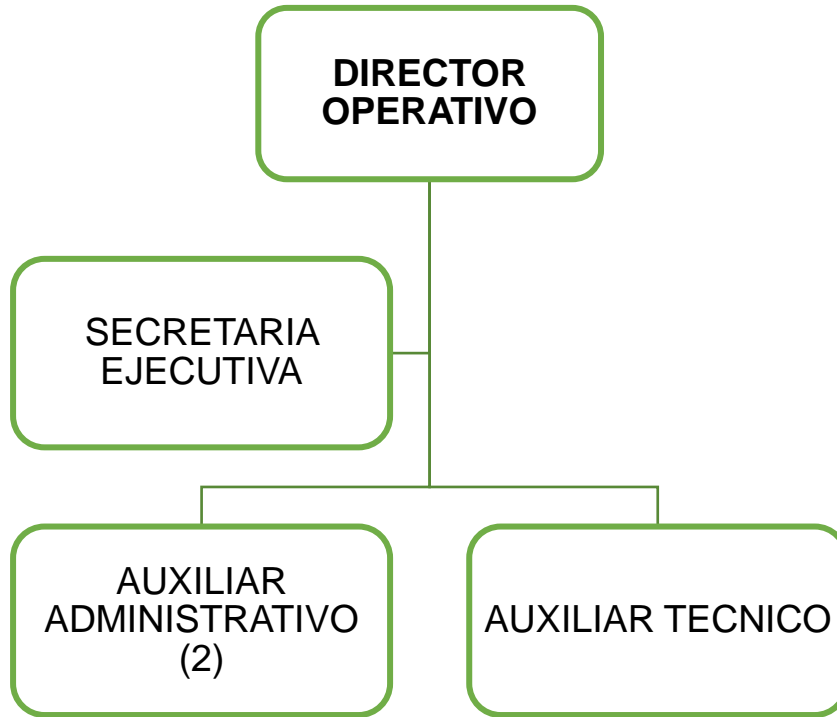 DIRECTOR
OPERATIVO
SECRETARIA
EJECUTIVA
AUXILIAR
ADMINISTRATIVO
(2)
AUXILIAR TECNICO